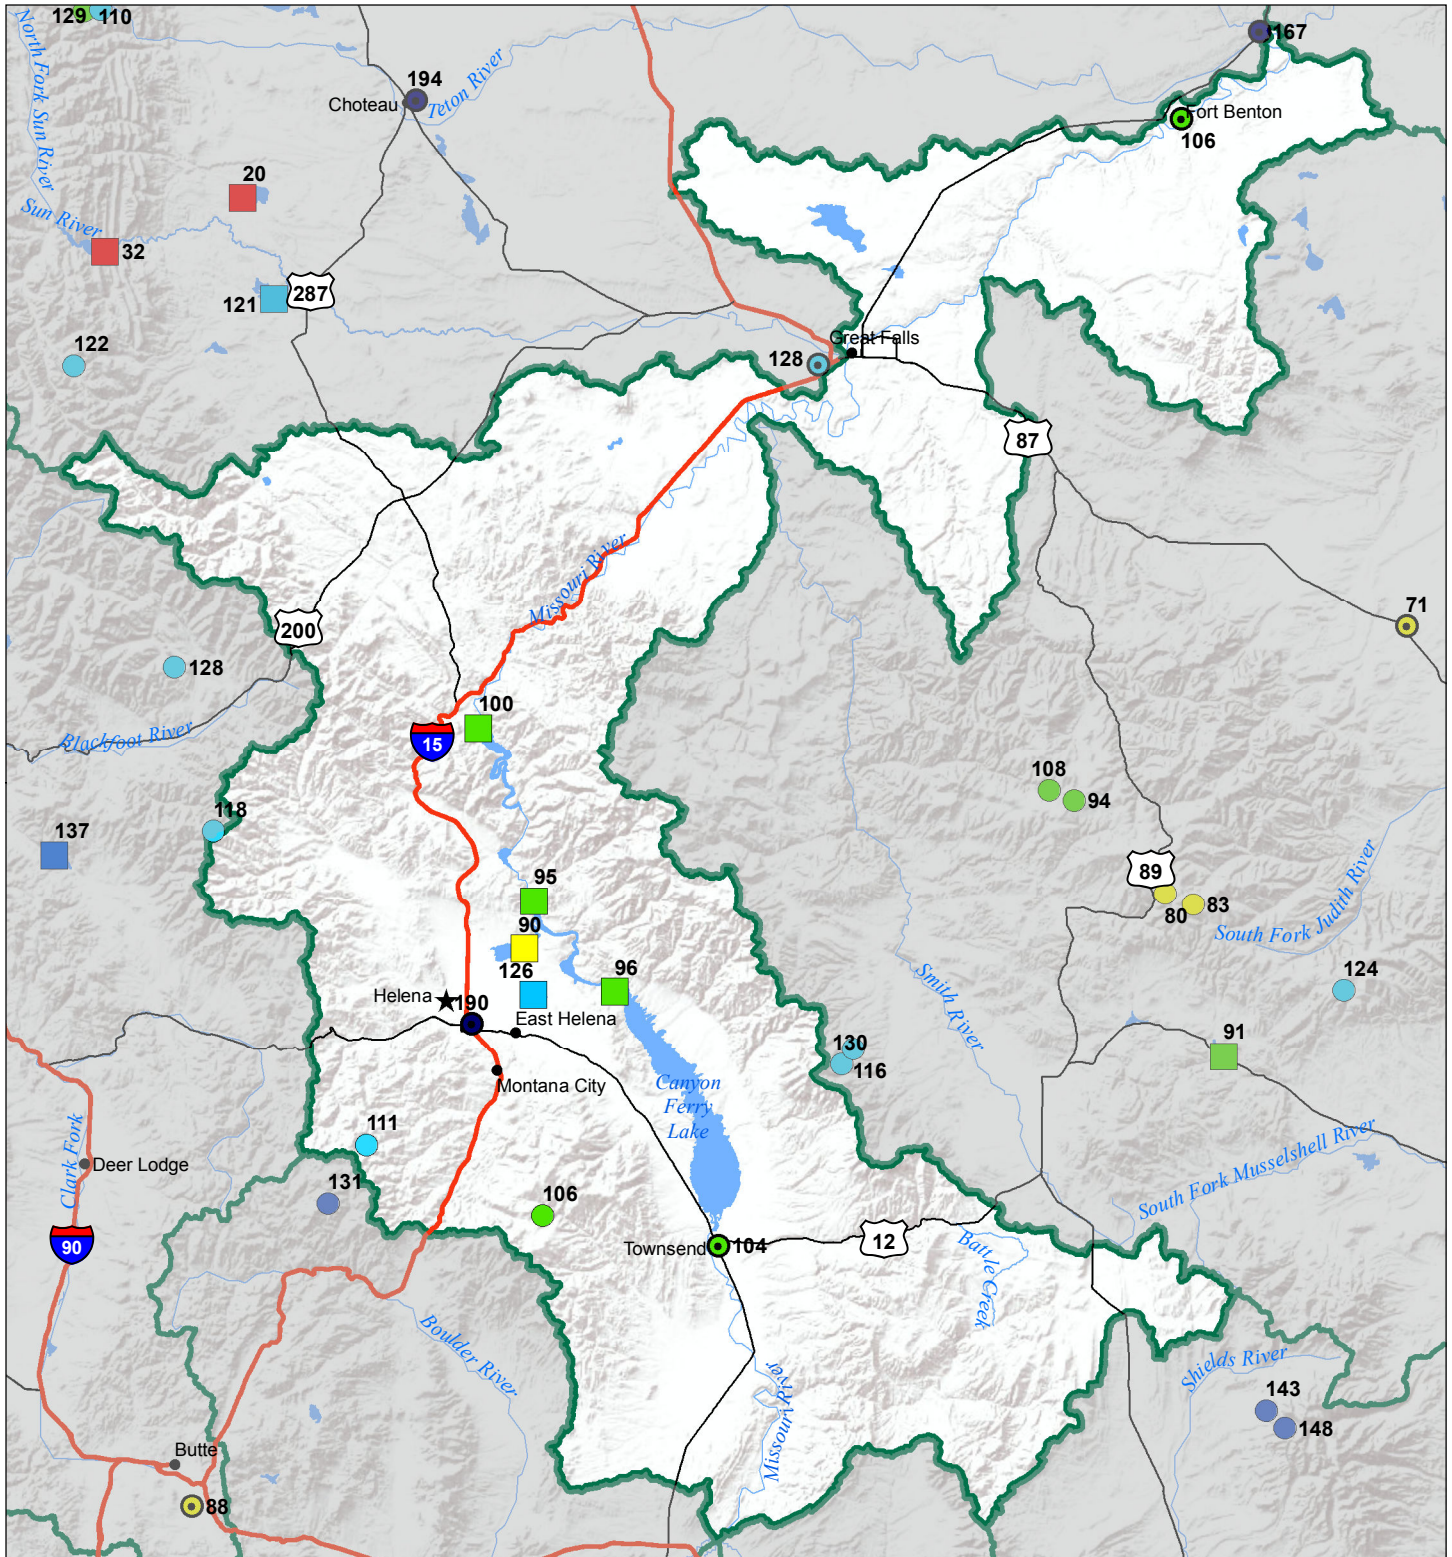 129
110
North Fork Sun River
167
194
Choteau
Teton River
Fort Benton
106
20
Sun River
32
121
287
122
Great Falls
128
87
Missouri River
71
200
128
Blackfoot River
100
15
108
94
118
137
89
80
83
South Fork Judith River
95
90
126
96
Smith River
124
Helena
190
East Helena
130
116
91
Montana City
Canyon
Ferry
Lake
Clark Fork
Deer Lodge
111
131
106
South Fork Musselshell River
90
Townsend
104
12
Battle Creek
Boulder River
Missouri River
Shields River
143
148
Butte
88